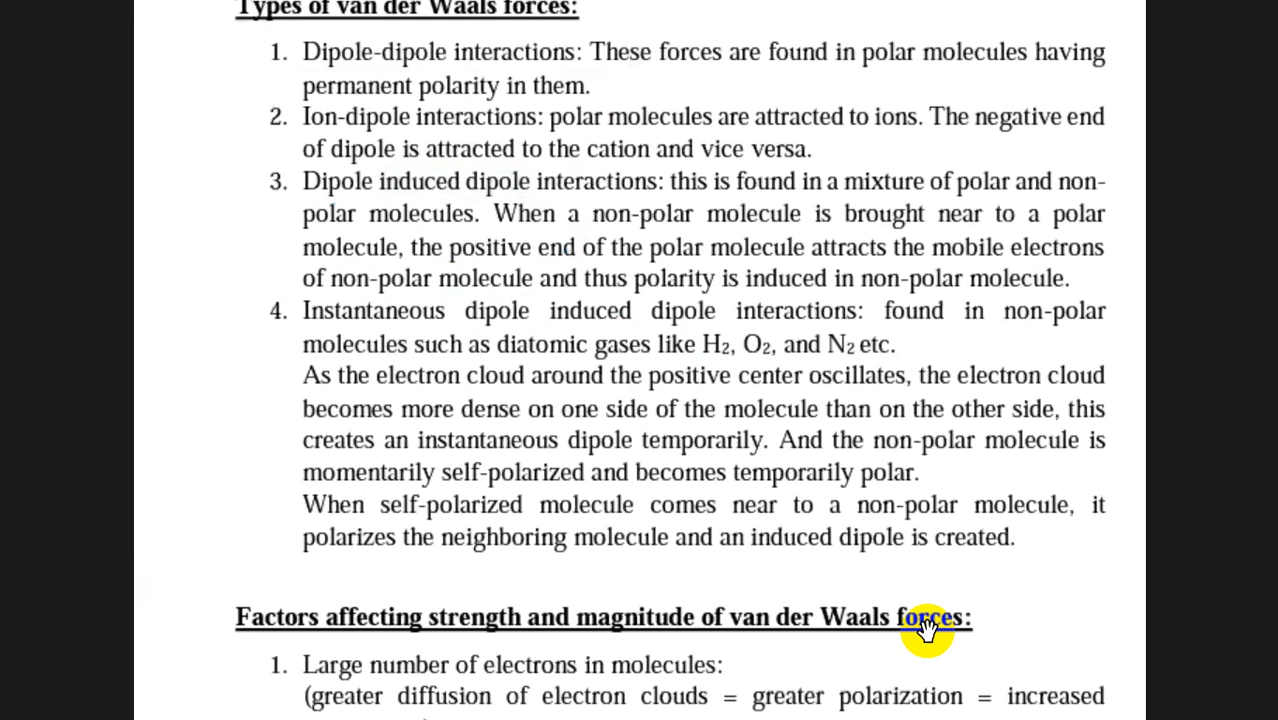 Types of van der Waals forces:
1. Dipole-dipole interactions: These forces are found in polar molecules having
permanent polarity in them.
2. Ion-dipole interactions: polar molecules are attracted to ions. The negative end
of dipole is attracted to the cation and vice versa.
3. Dipole induced dipole interactions: this is found in a mixture of polar and non-
polar molecules. When a non-polar molecule is brought near to a polar
molecule, the positive end of the polar molecule attracts the mobile electrons
of non-polar molecule and thus polarity is induced in non-polar molecule.
4. Instantaneous dipole induced dipole interactions: found in non-polar
molecules such as diatomic gases like H₂, O₂, and N₂ etc.
As the electron cloud around the positive center oscillates, the electron cloud
becomes more dense on one side of the molecule than on the other side, this
creates an instantaneous dipole temporarily. And the non-polar molecule is
momentarily self-polarized and becomes temporarily polar.
When self-polarized molecule comes near to a non-polar molecule, it
polarizes the neighboring molecule and an induced dipole is created.
Factors affecting strength and magnitude of van der Waals forces:
1. Large number of electrons in molecules:
(greater diffusion of electron clouds = greater polarization = increased